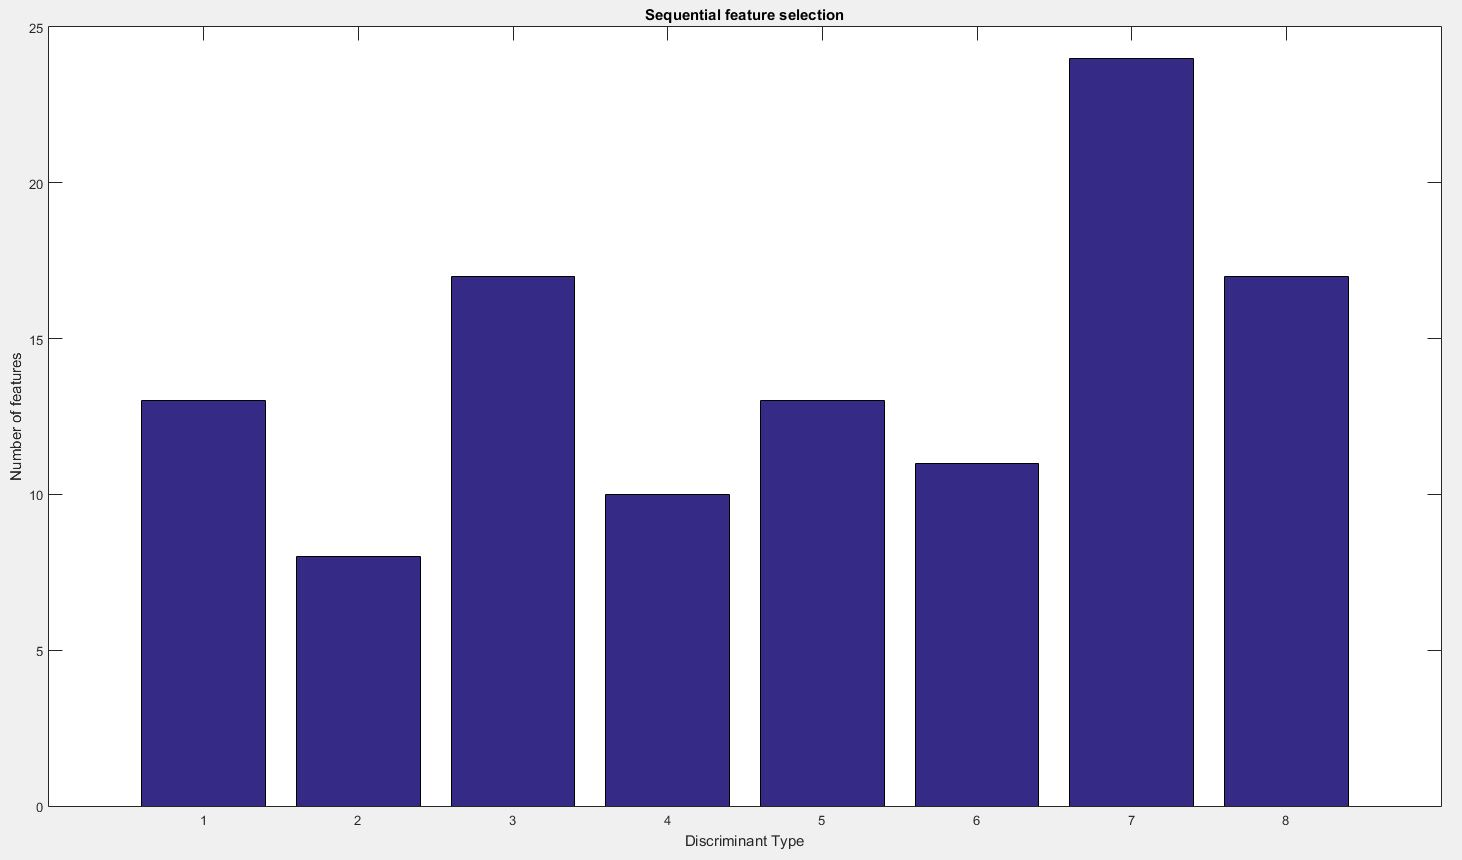 Sequential feature selection
25
20
15
10
5
0
Number of features
1 2 3 4 5 6 7 8
Discriminant Type